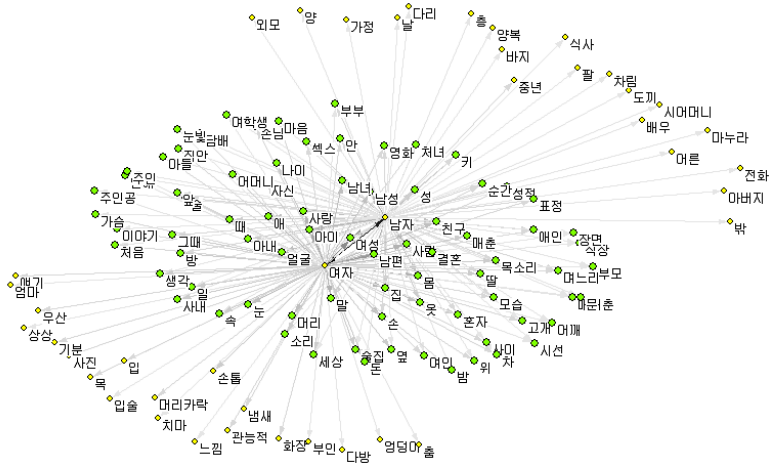 외모
양
가정
날
다리
층
양복
바지
식사
중년
팔
차림
도끼
시어머니
배우
마누라
어른
전화
아버지
밖
부부
여학생
손님
마음
눈빛
담배
섹스
안
영화
처녀
키
집안
아들
나이
주인
어머니
자신
남녀
남성
성
순간
성적
표정
주인공
앞
술
가슴
때
애
사랑
남자
친구
이야기
그때
아내
아이
여성
매춘
애인
장면
직장
처음
방
얼굴
남편
사람
결혼
목소리
며느리
부모
여자
생각
일
몸
딸
얘기
엄마
사내
눈
말
집
옷
모습
우산
속
머리
손
혼자
고개
어깨
상상
소리
기분
사진
세상
술집
돈
옆
여인
사이
차
위
밤
시선
입
목
손톱
입술
머리카락
냄새
치마
느낌
관능적
화장
부인
다방
엉덩이
춤